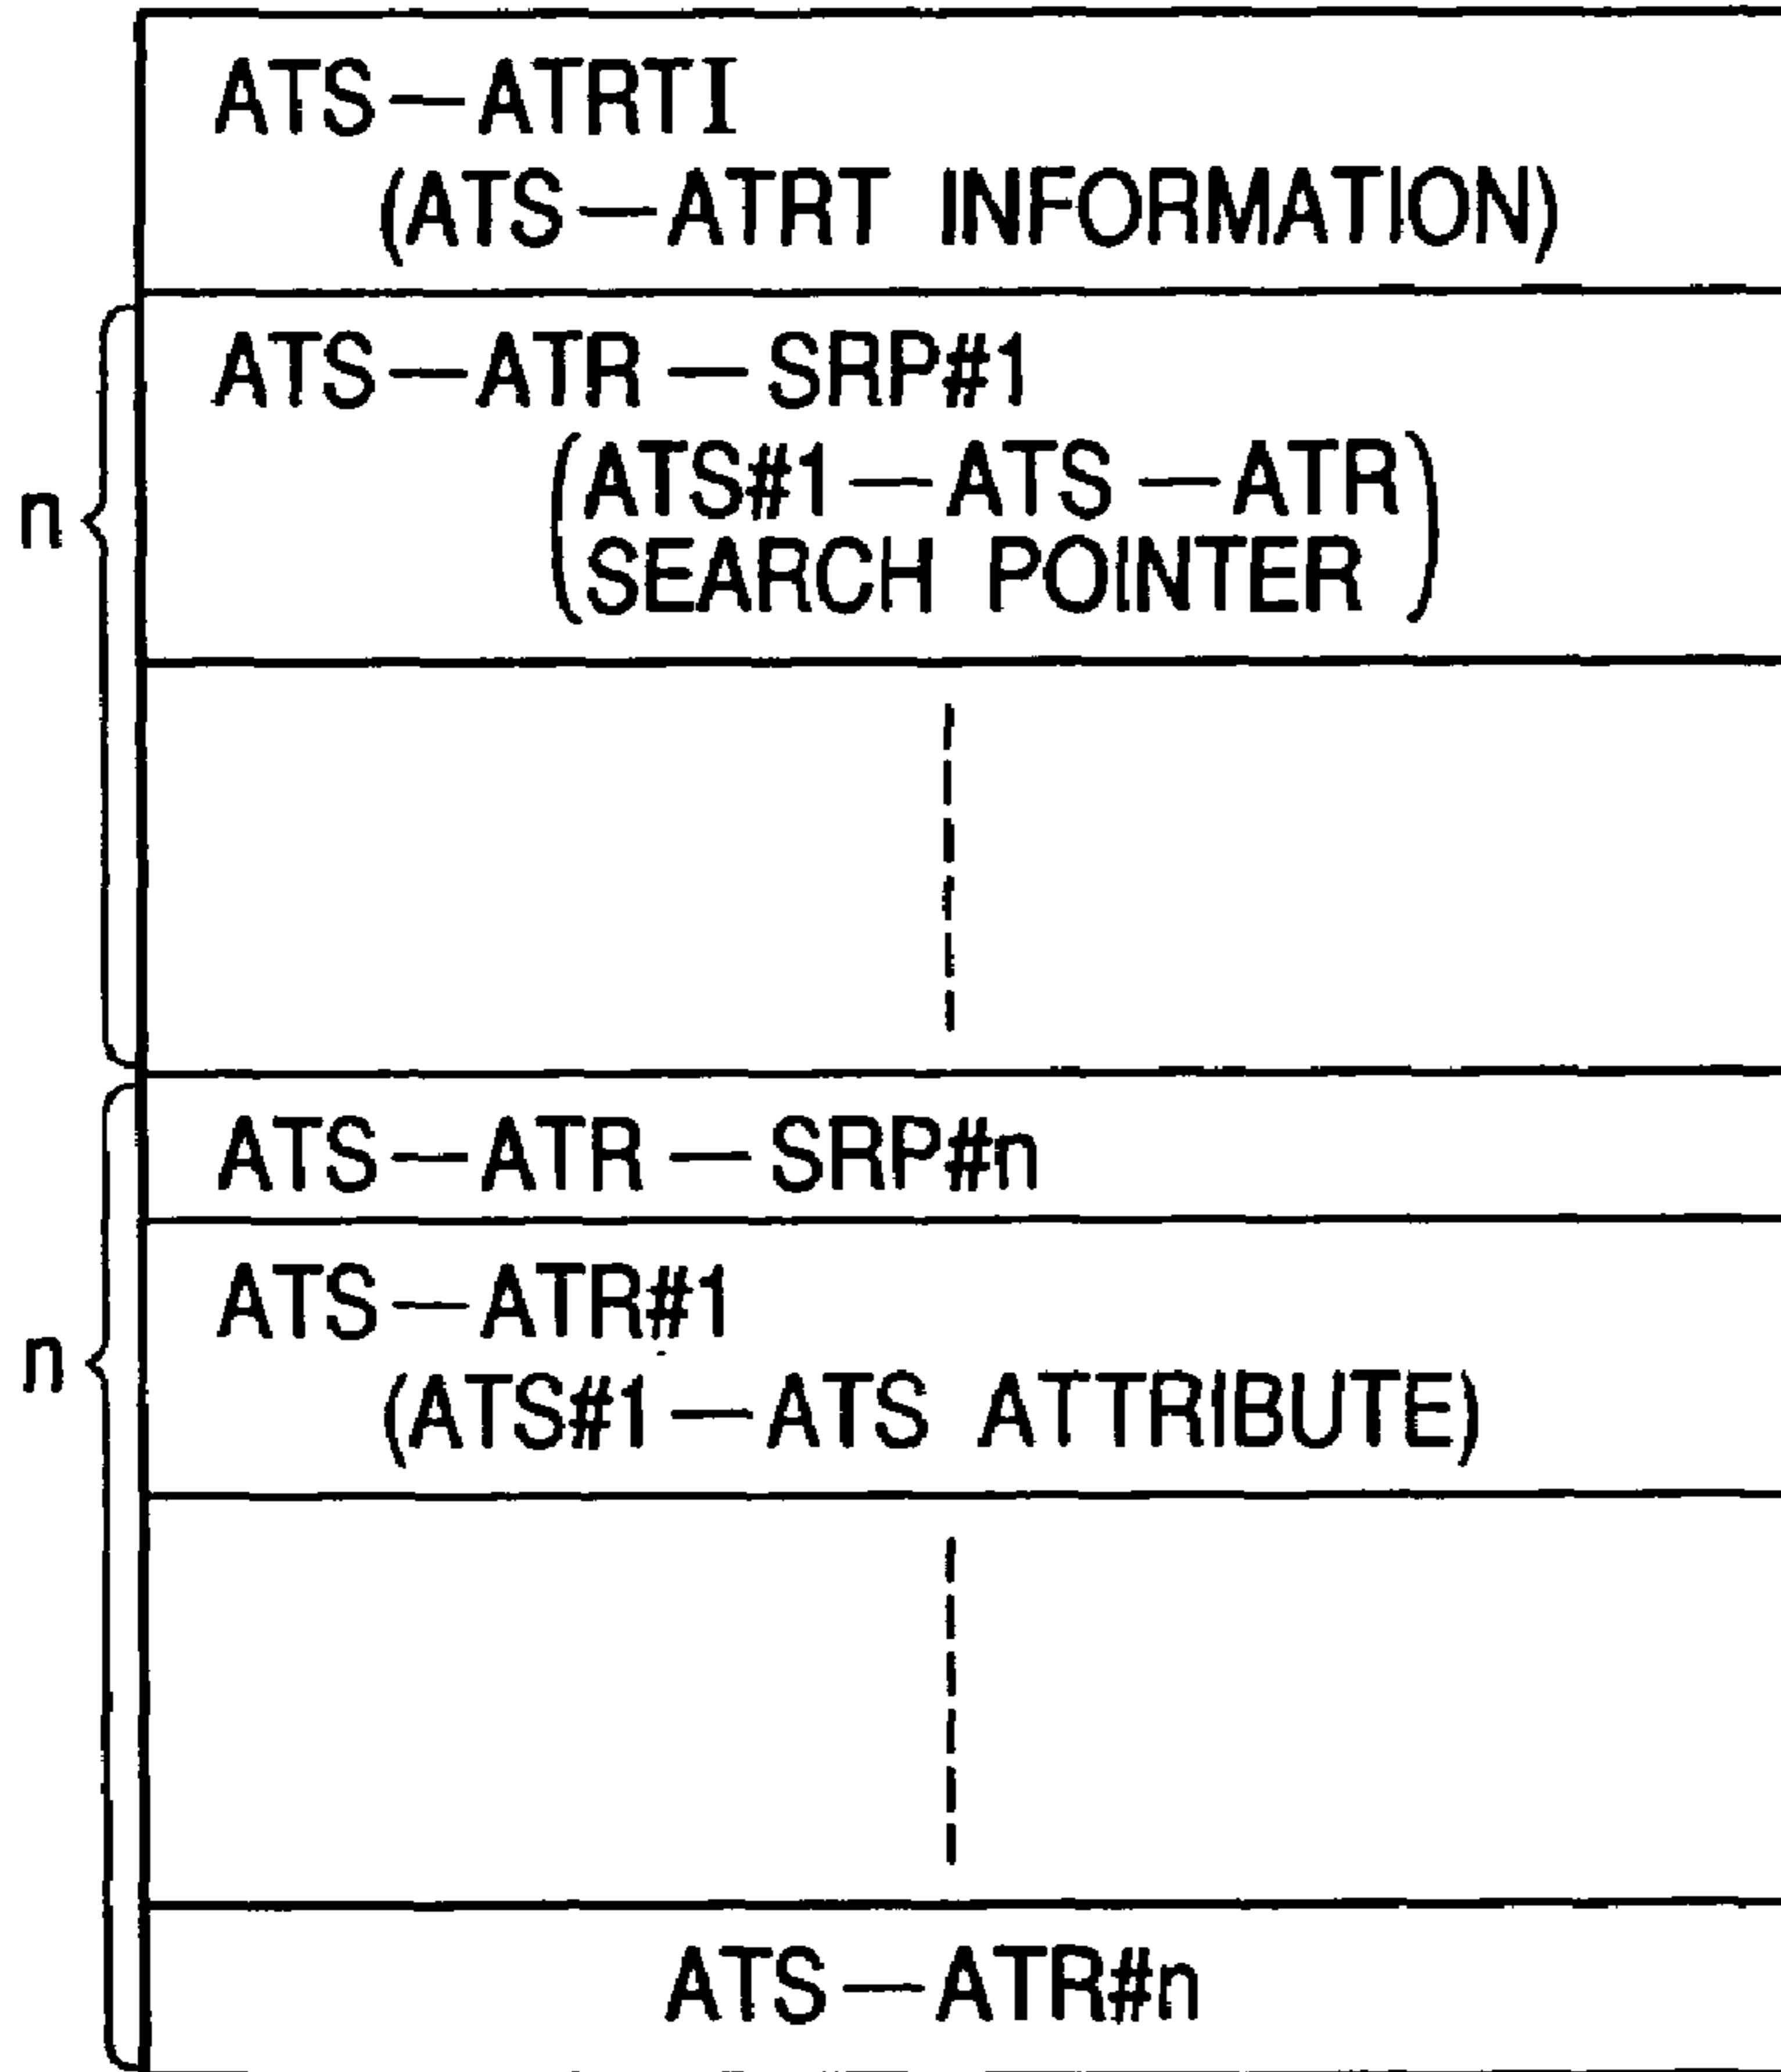 ATS—ATRTI
(ATS—ATRT INFORMATION)
n
ATS—ATR—SRP#1
(ATS#1—ATS—ATR
SEARCH POINTER)
ATS—ATR—SRP#n
n
ATS—ATR#1
(ATS#1—ATS ATTRIBUTE)
ATS—ATR#n